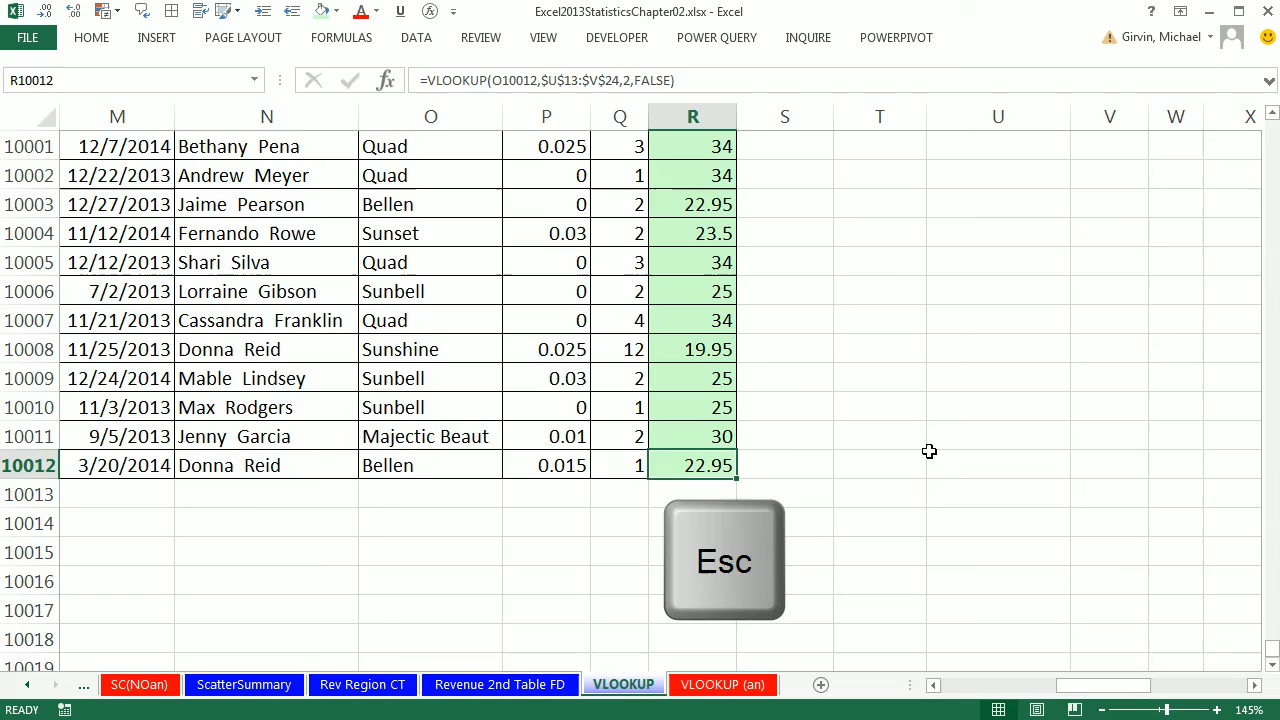 Excel2013StatisticsChapter02.xlsx - Excel
FILE HOME INSERT PAGE LAYOUT FORMULAS DATA REVIEW VIEW DEVELOPER POWER QUERY INQUIRE POWERPIVOT Girvin, Michael
R10012 fx =VLOOKUP(O10012,$U$13:$V$24,2,FALSE)
M N O P Q R S T U V W X
10001 12/7/2014 Bethany Pena Quad 0.025 3 34
10002 12/22/2013 Andrew Meyer Quad 0 1 34
10003 12/27/2013 Jaime Pearson Bellen 0 2 22.95
10004 11/12/2014 Fernando Rowe Sunset 0.03 2 23.5
10005 12/12/2013 Shari Silva Quad 0 3 34
10006 7/2/2013 Lorraine Gibson Sunbell 0 2 25
10007 11/21/2013 Cassandra Franklin Quad 0 4 34
10008 11/25/2013 Donna Reid Sunshine 0.025 12 19.95
10009 12/24/2014 Mable Lindsey Sunbell 0.03 2 25
10010 11/3/2013 Max Rodgers Sunbell 0 1 25
10011 9/5/2013 Jenny Garcia Majectic Beaut 0.01 2 30
10012 3/20/2014 Donna Reid Bellen 0.015 1 22.95
10013
10014
10015
Esc
10016
10017
10018
10019
... SC(NOan) ScatterSummary Rev Region CT Revenue 2nd Table FD VLOOKUP VLOOKUP (an)
READY 145%